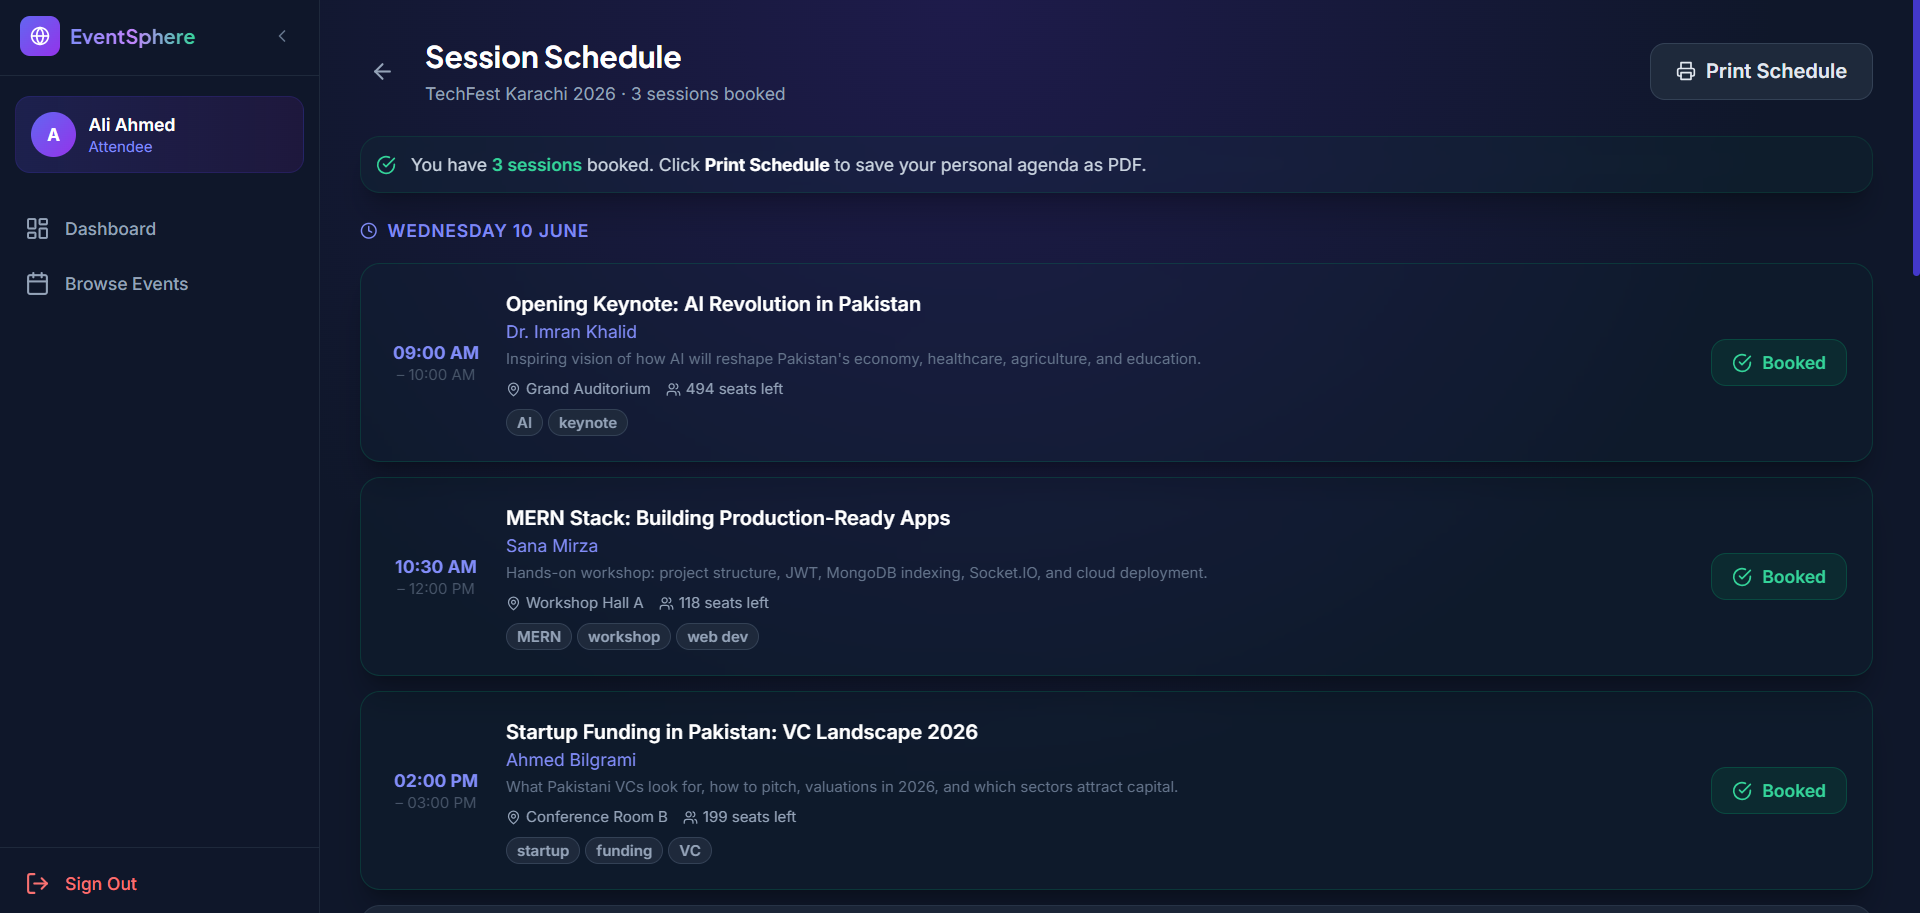 EventSphere
A
Ali Ahmed
Attendee
Dashboard
Browse Events
Sign Out
Session Schedule
TechFest Karachi 2026 · 3 sessions booked
Print Schedule
You have 3 sessions booked. Click Print Schedule to save your personal agenda as PDF.
WEDNESDAY 10 JUNE
09:00 AM
– 10:00 AM
Opening Keynote: AI Revolution in Pakistan
Dr. Imran Khalid
Inspiring vision of how AI will reshape Pakistan's economy, healthcare, agriculture, and education.
Grand Auditorium 494 seats left
AI keynote
Booked
10:30 AM
– 12:00 PM
MERN Stack: Building Production-Ready Apps
Sana Mirza
Hands-on workshop: project structure, JWT, MongoDB indexing, Socket.IO, and cloud deployment.
Workshop Hall A 118 seats left
MERN workshop web dev
Booked
02:00 PM
– 03:00 PM
Startup Funding in Pakistan: VC Landscape 2026
Ahmed Bilgrami
What Pakistani VCs look for, how to pitch, valuations in 2026, and which sectors attract capital.
Conference Room B 199 seats left
startup funding VC
Booked